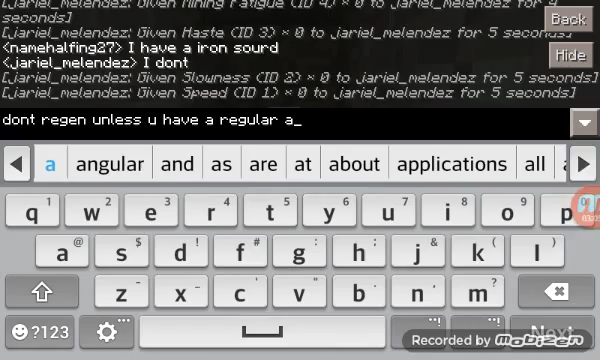 [jariel_melendez: Given Mining Fatigue (ID 4) × 0 to jariel_melendez for 9
seconds]
Back
[jariel_melendez: Given Haste (ID 3) × 0 to jariel_melendez for 5 seconds]
<namehalfing27> I have a iron sourd
<jariel_melendez> I dont
Hide
[jariel_melendez: Given Slowness (ID 2) × 0 to jariel_melendez for 5 seconds]
[jariel_melendez: Given Speed (ID 1) × 0 to jariel_melendez for 5 seconds]
dont regen unless u have a regular a_
a angular and as are at about applications all
q 1 w 2 e 3 r 4 t 5 y 6 u 7 i 8 o 9 p
a @ s $ d ! f # g : h ; j & k ( l )
z - x _ c ' v " b , n . m ?
?123 Next
Recorded by Mobizen